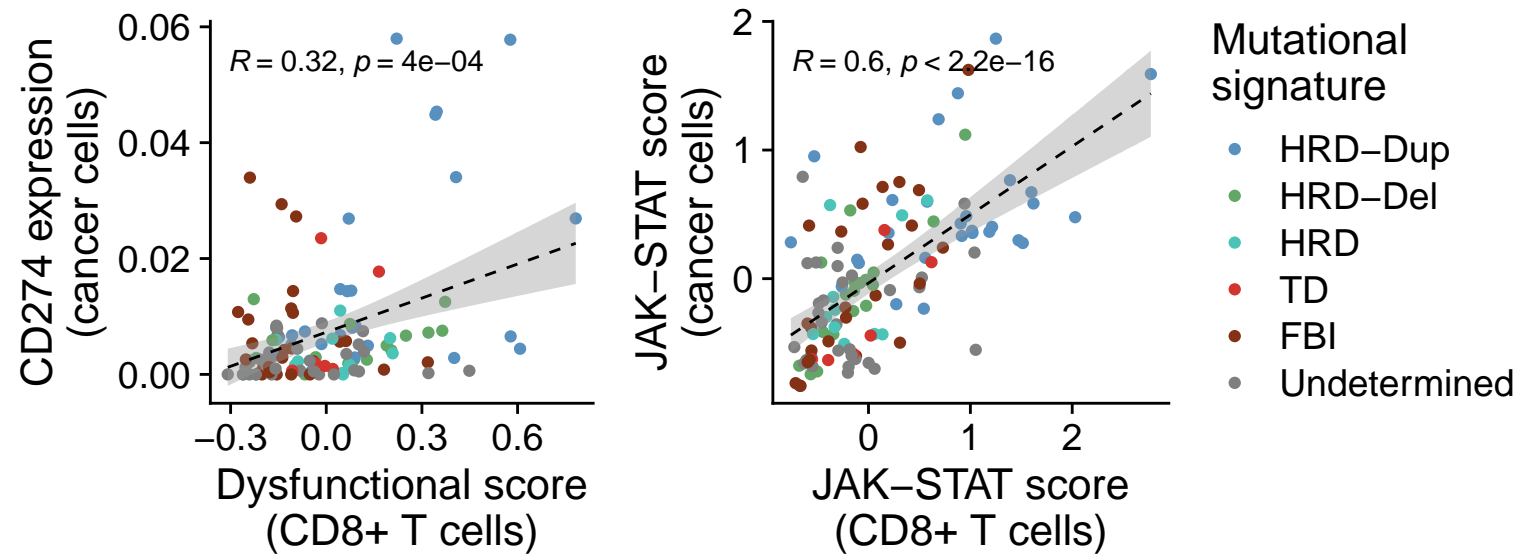 CD274 expression
(cancer cells)
0.06
0.04
0.02
0.00
R = 0.32, p = 4e−04
−0.3 0.0 0.3 0.6
Dysfunctional score
(CD8+ T cells)
JAK−STAT score
(cancer cells)
2
1
0
R = 0.6, p < 2.2e−16
0 1 2
JAK−STAT score
(CD8+ T cells)
Mutational
signature
HRD−Dup
HRD−Del
HRD
TD
FBI
Undetermined